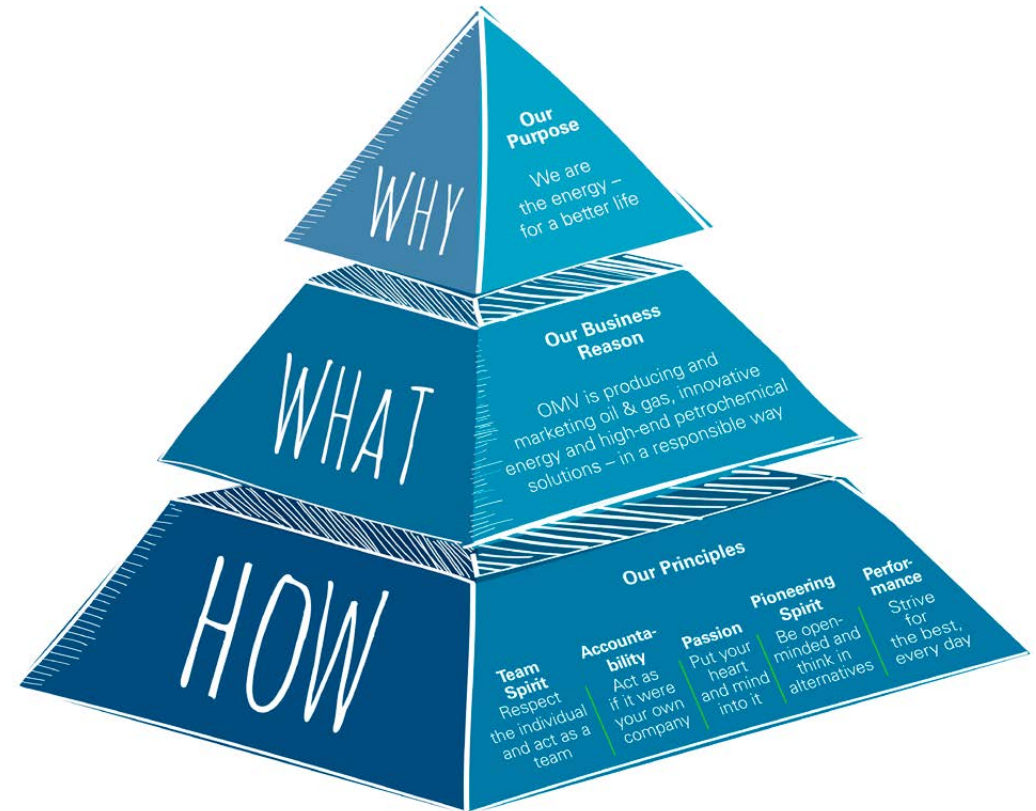 WHY
Our
Purpose
We are
the energy –
for a better life
WHAT
Our Business
Reason
OMV is producing and
marketing oil & gas, innovative
energy and high-end petrochemical
solutions – in a responsible way
HOW
Our Principles
Team
Spirit
Respect
the individual
and act as a
team
Accounta-
bility
Act as
if it were
your own
company
Passion
Put your
heart
and mind
into it
Pioneering
Spirit
Be open-
minded and
think in
alternatives
Perfor-
mance
Strive
for
the best,
every day